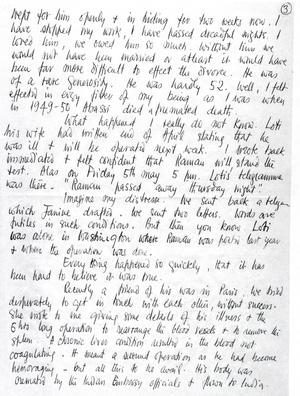 ③
wept for him openly & in hiding for two weeks now. I
have stopped my work, I have passed dreadful nights. I
loved him, we owed him so much. Without him we
would not have been married or atleast it would have
been far more difficult to effect the divorce. He was
of a rare generosity. He was hardly 52. Well, I felt
effected in every fibre of my being as I was when
in 1949-50 Abassi died a premated death.
What happened I really do not know. Loti
his wife had written end of April stating that he
was ill & will be operated next week. I wrote back
immediately & felt confident that Raman will stand the
test. Alas on Friday 5th may 5 pm. Loti's telegramme
was there - "Raman passed away thursday night".
Imagine my distress. We sent back a telegram
which Janine drafted. We sent two letters. Words are
futiles in such conditions. But then you know Loti
was alone in Washington where Raman was posted last year
& where the operation was done.
Everything happened so quickly, that it has
been hard to believe it was true.
Recently a friend of his was in Paris, we tried
desperately to get in touch with each other, without success.
She wrote to me giving some details of his illness & the
6 hrs long operation to rearrange the blood vessels & to remove his
spleen. A chronic liver condition resulted in the blood not
coagulating. It meant a second operation as he had become
hemoraging - but all this to no avail. His body was
cremated by the Indian Embassy officials & flown to India.